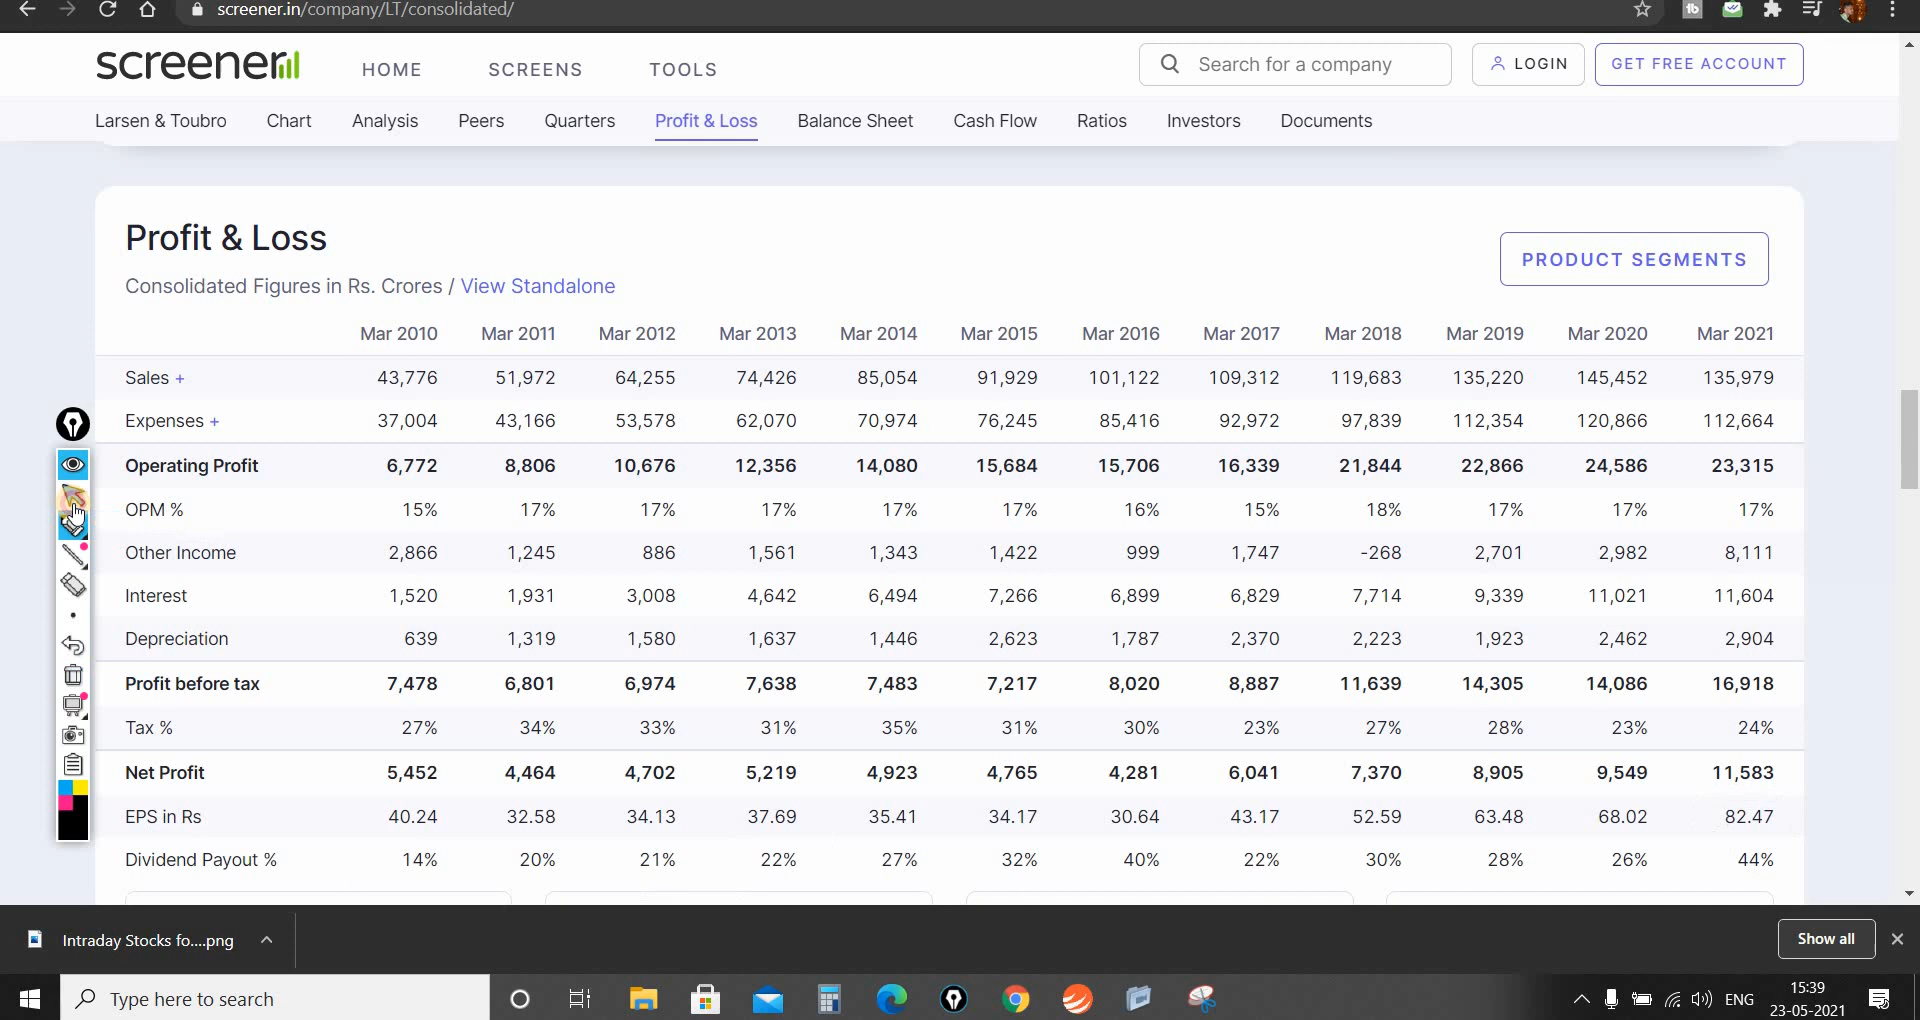 screener.in/company/LT/consolidated/
screener
HOME SCREENS TOOLS Search for a company LOGIN GET FREE ACCOUNT
Larsen & Toubro Chart Analysis Peers Quarters Profit & Loss Balance Sheet Cash Flow Ratios Investors Documents
Profit & Loss
PRODUCT SEGMENTS
Consolidated Figures in Rs. Crores / View Standalone
Mar 2010 Mar 2011 Mar 2012 Mar 2013 Mar 2014 Mar 2015 Mar 2016 Mar 2017 Mar 2018 Mar 2019 Mar 2020 Mar 2021
Sales + 43,776 51,972 64,255 74,426 85,054 91,929 101,122 109,312 119,683 135,220 145,452 135,979
Expenses + 37,004 43,166 53,578 62,070 70,974 76,245 85,416 92,972 97,839 112,354 120,866 112,664
Operating Profit 6,772 8,806 10,676 12,356 14,080 15,684 15,706 16,339 21,844 22,866 24,586 23,315
OPM % 15% 17% 17% 17% 17% 17% 16% 15% 18% 17% 17% 17%
Other Income 2,866 1,245 886 1,561 1,343 1,422 999 1,747 -268 2,701 2,982 8,111
Interest 1,520 1,931 3,008 4,642 6,494 7,266 6,899 6,829 7,714 9,339 11,021 11,604
Depreciation 639 1,319 1,580 1,637 1,446 2,623 1,787 2,370 2,223 1,923 2,462 2,904
Profit before tax 7,478 6,801 6,974 7,638 7,483 7,217 8,020 8,887 11,639 14,305 14,086 16,918
Tax % 27% 34% 33% 31% 35% 31% 30% 23% 27% 28% 23% 24%
Net Profit 5,452 4,464 4,702 5,219 4,923 4,765 4,281 6,041 7,370 8,905 9,549 11,583
EPS in Rs 40.24 32.58 34.13 37.69 35.41 34.17 30.64 43.17 52.59 63.48 68.02 82.47
Dividend Payout % 14% 20% 21% 22% 27% 32% 40% 22% 30% 28% 26% 44%
Intraday Stocks fo....png
Show all
Type here to search
ENG
15:39
23-05-2021